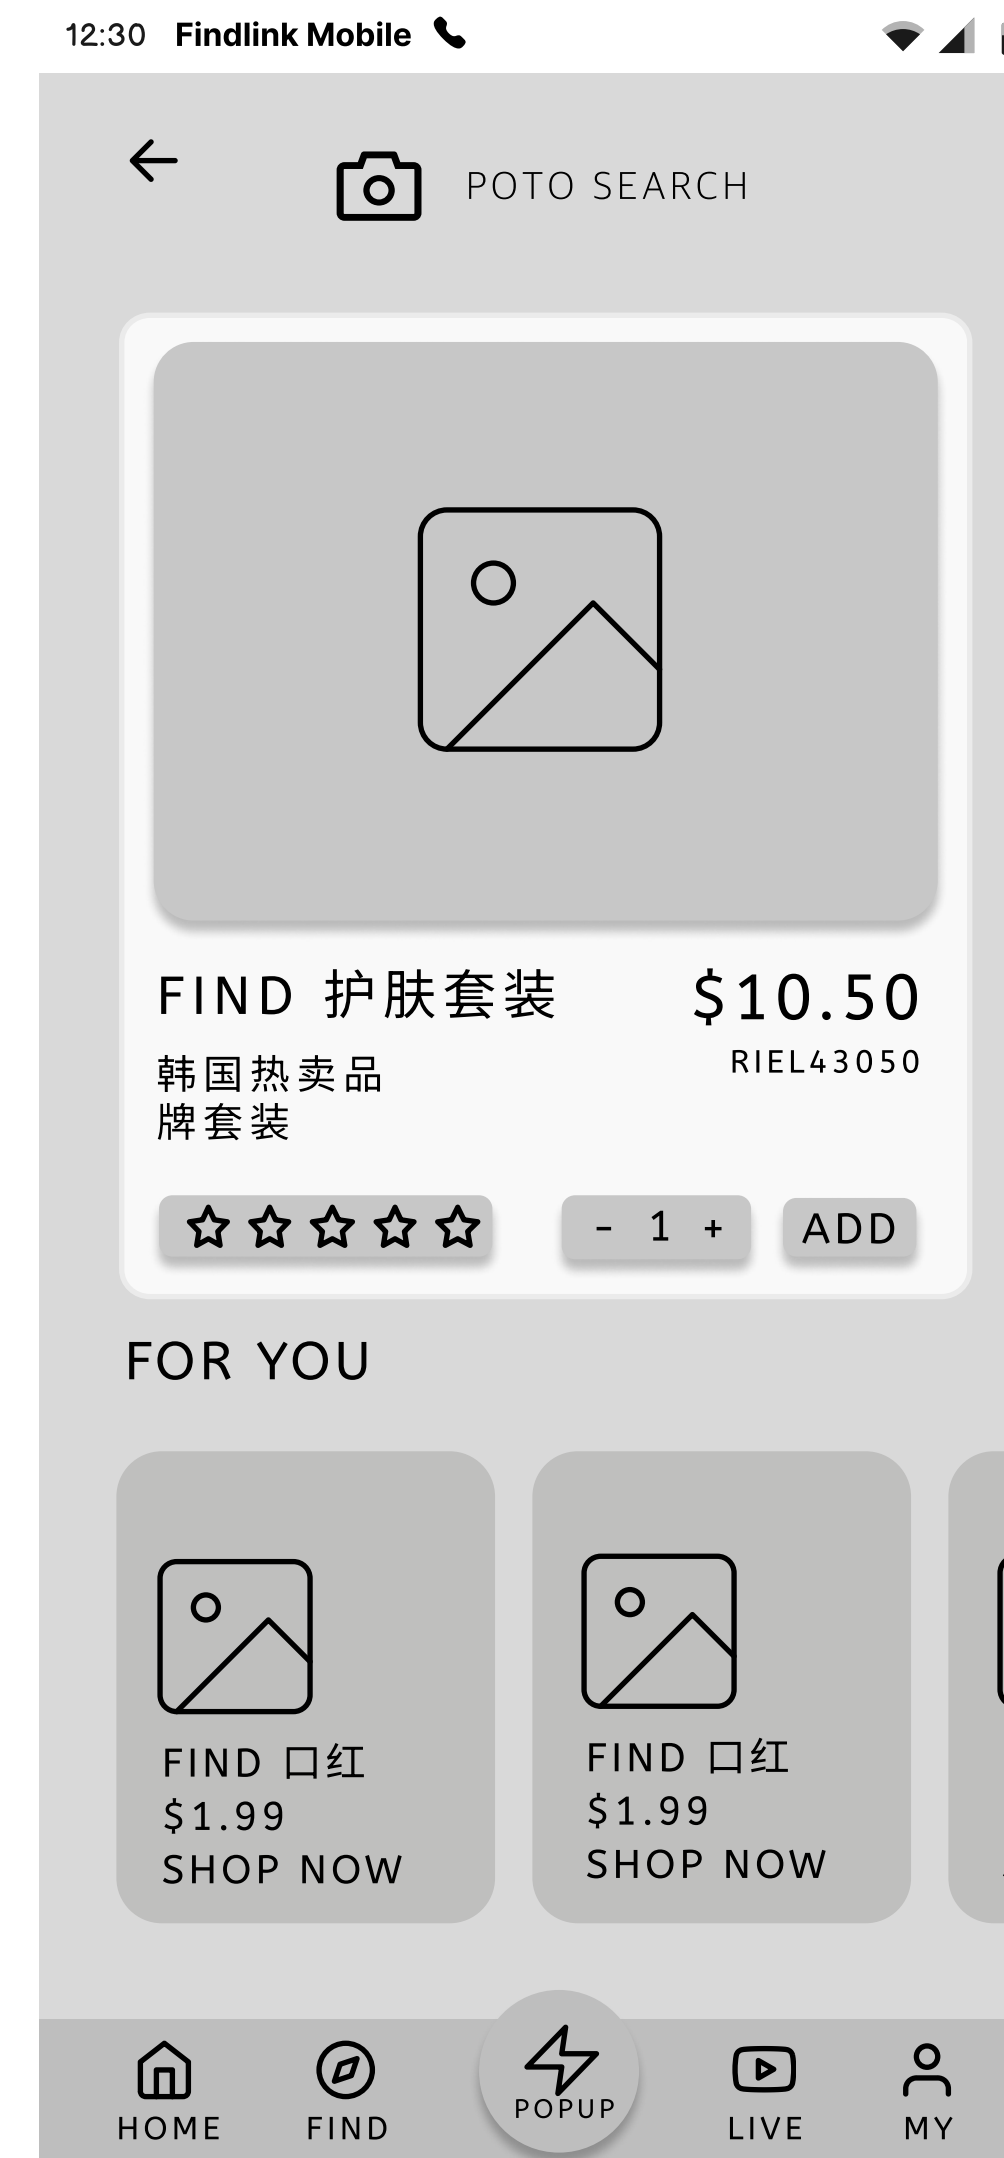 12:30 Findlink Mobile
POTO SEARCH
FIND 护肤套装 $10.50
RIEL43050
韩国热卖品
牌套装
- 1 + ADD
FOR YOU
FIND 口红
$1.99
SHOP NOW
FIND 口红
$1.99
SHOP NOW
HOME FIND POPUP LIVE MY